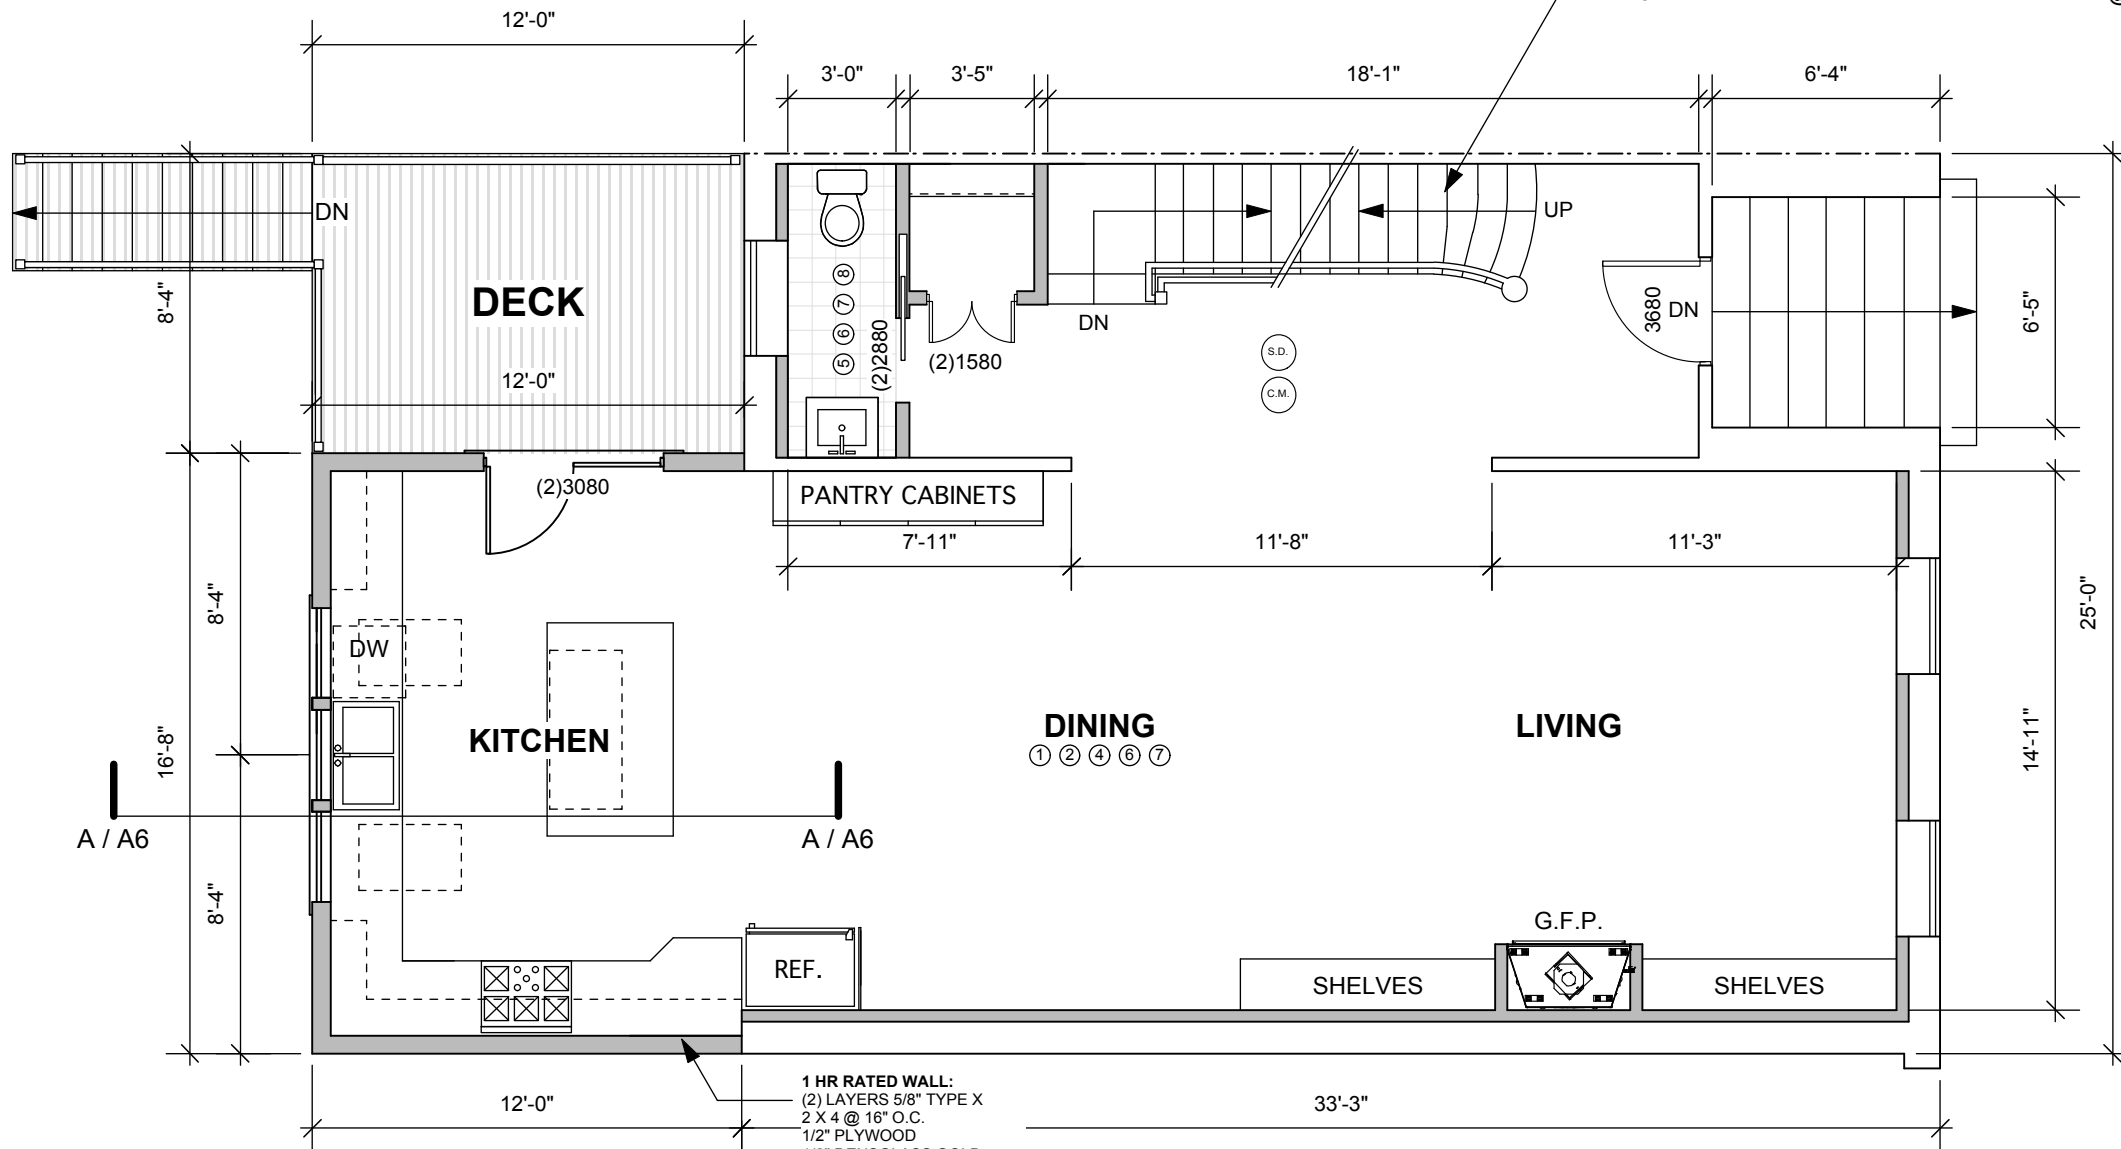 12'-0"
3'-0"
3'-5"
18'-1"
6'-4"
DN
UP
DECK
8
7
6
5
(2)2880
(2)1580
DN
S.D.
C.M.
3680
DN
6'-5"
8'-4"
12'-0"
(2)3080
PANTRY CABINETS
7'-11"
11'-8"
11'-3"
8'-4"
25'-0"
DW
KITCHEN
DINING
LIVING
1 2 4 6 7
16'-8"
14'-11"
A / A6
A / A6
8'-4"
G.F.P.
REF.
SHELVES
SHELVES
12'-0"
33'-3"
1 HR RATED WALL:
(2) LAYERS 5/8" TYPE X
2 X 4 @ 16" O.C.
1/2" PLYWOOD